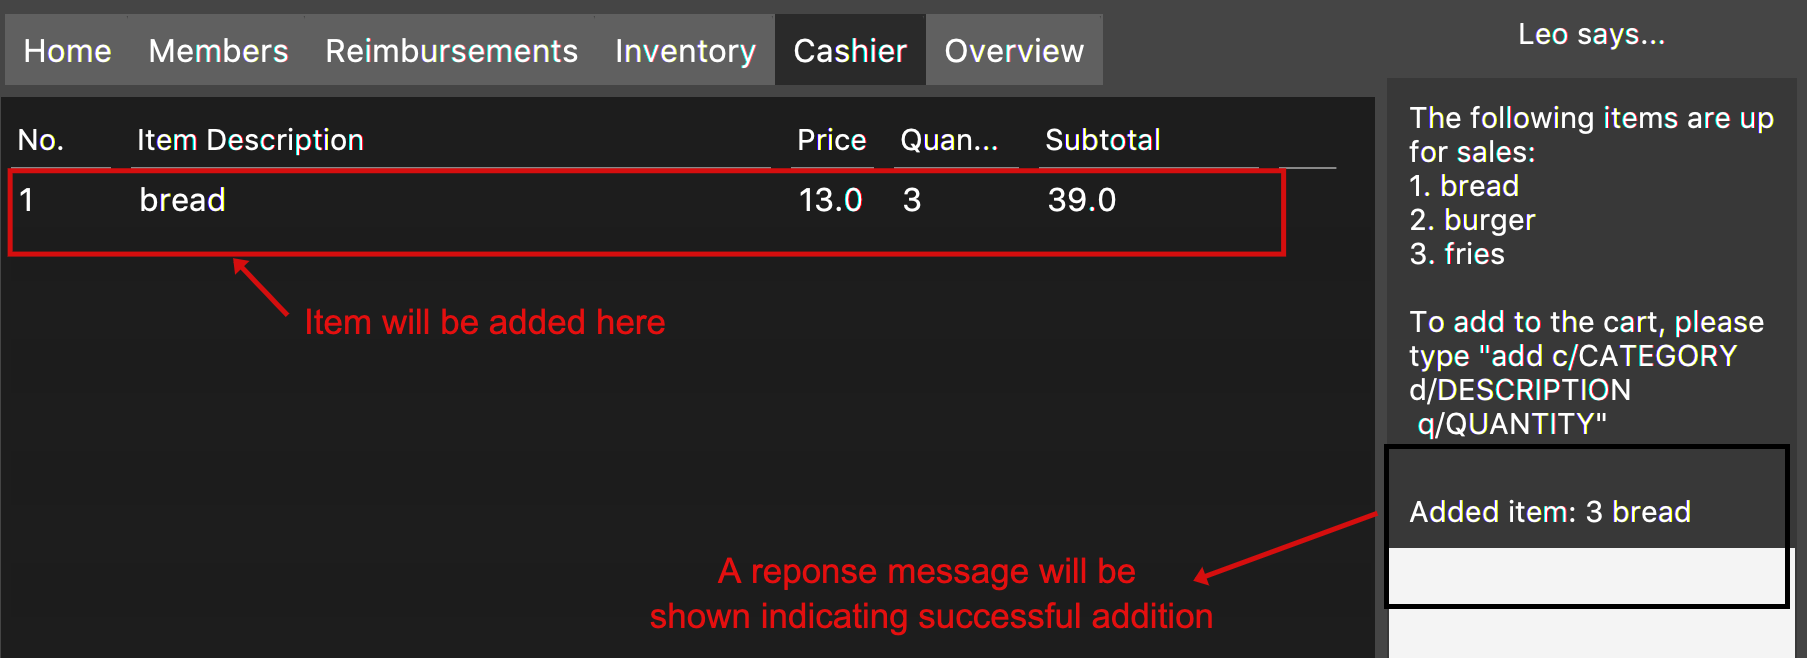 Home Members Reimbursements Inventory Cashier Overview
No. Item Description Price Quan... Subtotal
1 bread 13.0 3 39.0
Item will be added here
A reponse message will be
shown indicating successful addition
Leo says...
The following items are up
for sales:
1. bread
2. burger
3. fries
To add to the cart, please
type "add c/CATEGORY
d/DESCRIPTION
q/QUANTITY"
Added item: 3 bread